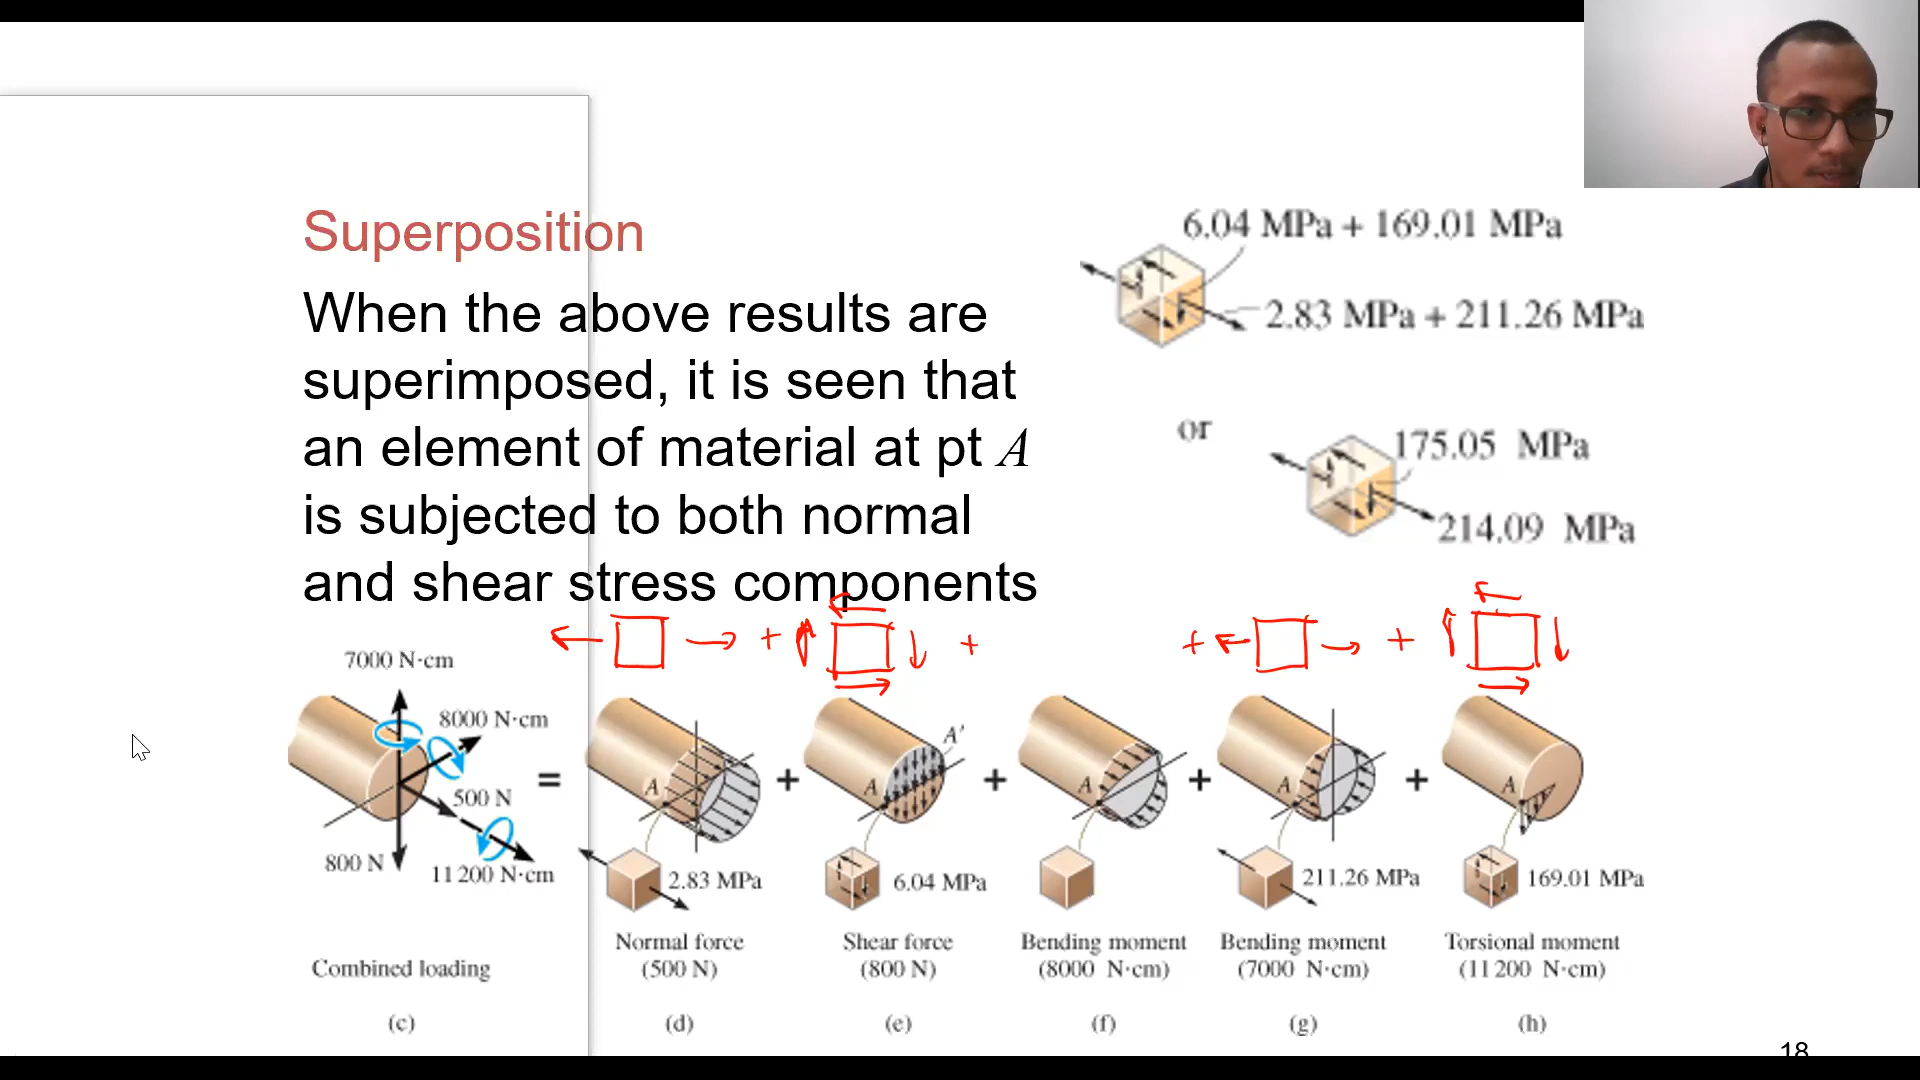 Superposition
When the above results are
superimposed, it is seen that
an element of material at pt A
is subjected to both normal
and shear stress components
6.04 MPa + 169.01 MPa
2.83 MPa + 211.26 MPa
or
175.05 MPa
214.09 MPa
+ + + +
7000 N·cm
8000 N·cm
500 N
800 N
11 200 N·cm
Combined loading
(c)
=
A
2.83 MPa
Normal force
(500 N)
(d)
+
A
A'
6.04 MPa
Shear force
(800 N)
(e)
+
A
Bending moment
(8000 N·cm)
(f)
+
A
211.26 MPa
Bending moment
(7000 N·cm)
(g)
+
A
169.01 MPa
Torsional moment
(11 200 N·cm)
(h)
18